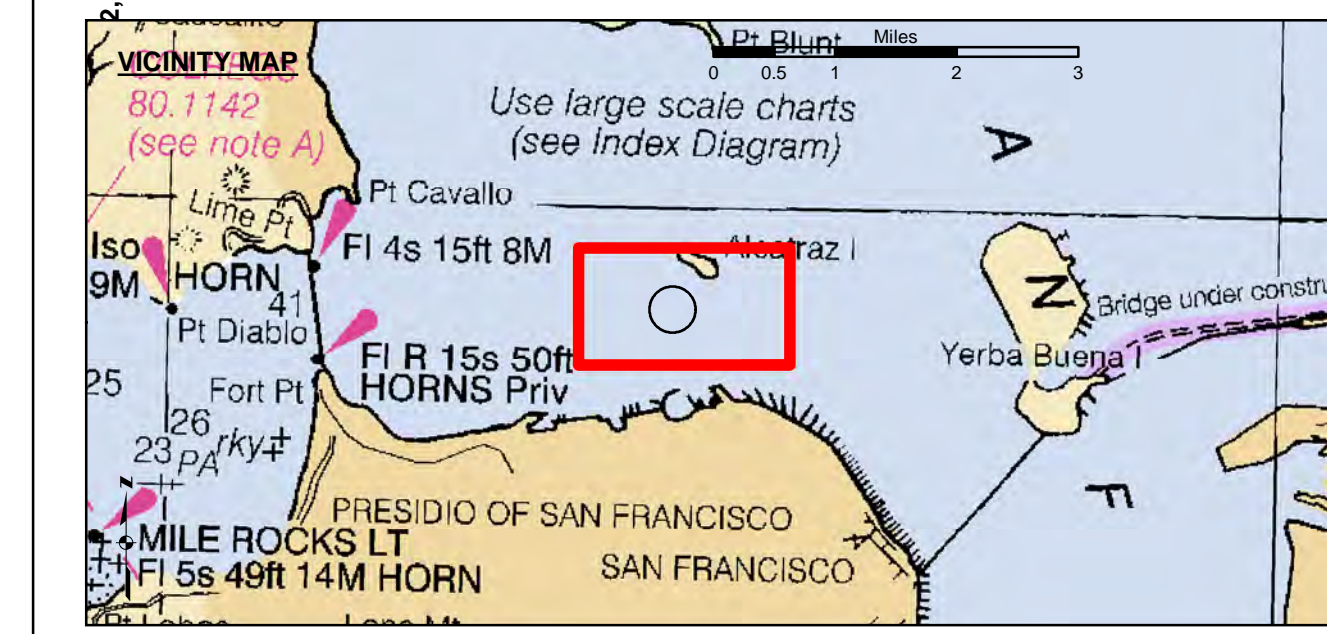 Pt Blunt
Miles
VICINITY MAP
0 0.5 1 2 3
COLREGS
80.1142
(see note A)
Use large scale charts
(see Index Diagram)
A
Pt Cavallo
Lime Pt
Iso
9M
HORN
Fl 4s 15ft 8M
Alcatraz I
N
41
Pt Diablo
Bridge under constru
Fl R 15s 50ft
HORNS Priv
Yerba Buena I
25
Fort Pt
26
23
rky
PA
F
N
PRESIDIO OF SAN FRANCISCO
MILE ROCKS LT
Fl 5s 49ft 14M HORN
SAN FRANCISCO